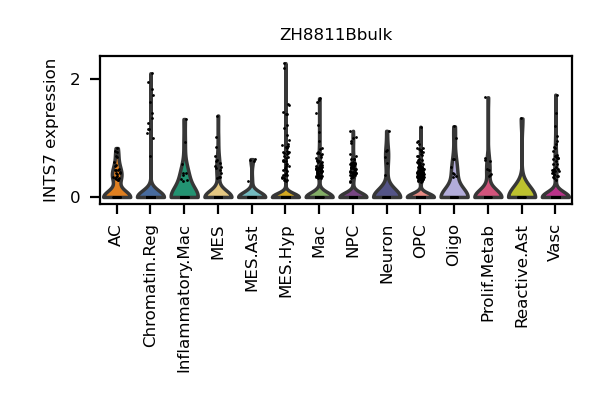 ZH8811Bbulk
INTS7 expression
2
0
AC
Chromatin.Reg
Inflammatory.Mac
MES
MES.Ast
MES.Hyp
Mac
NPC
Neuron
OPC
Oligo
Prolif.Metab
Reactive.Ast
Vasc